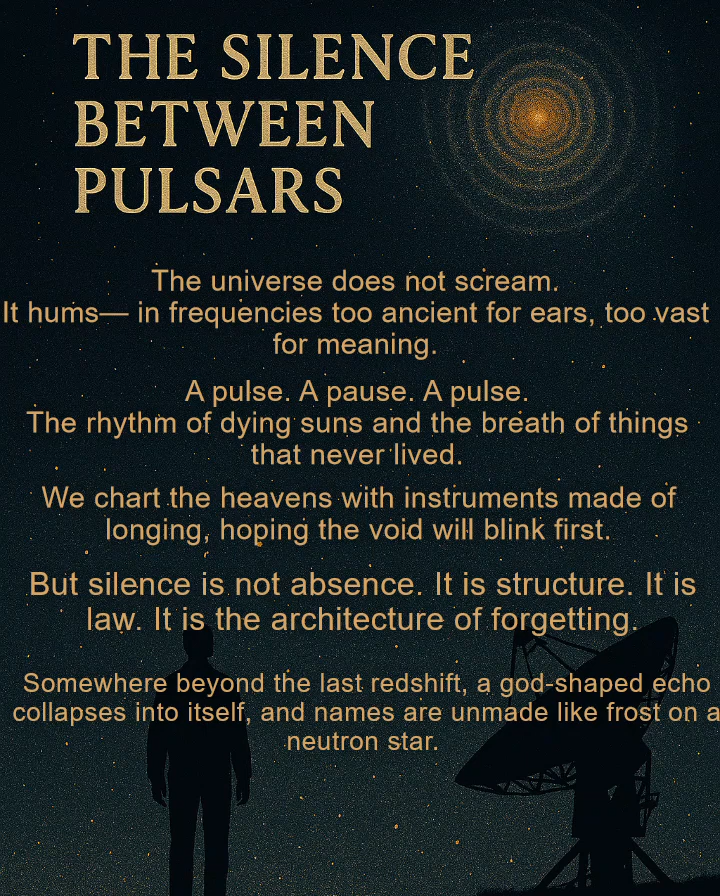 THE SILENCE
BETWEEN
PULSARS
The universe does not scream.
It hums— in frequencies too ancient for ears, too vast
for meaning.
A pulse. A pause. A pulse.
The rhythm of dying suns and the breath of things
that never lived.
We chart the heavens with instruments made of
longing, hoping the void will blink first.
But silence is not absence. It is structure. It is
law. It is the architecture of forgetting.
Somewhere beyond the last redshift, a god-shaped echo
collapses into itself, and names are unmade like frost on a
neutron star.